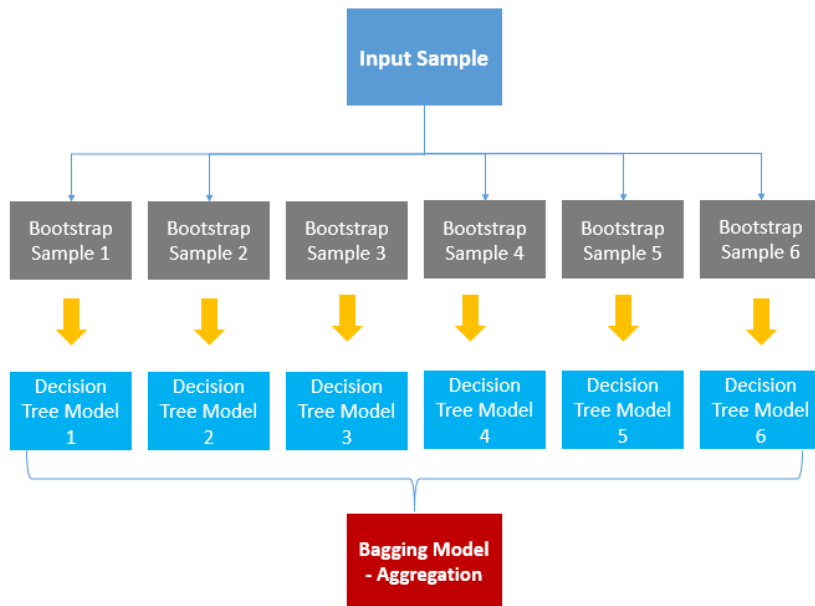 Input Sample
Bootstrap
Sample 1
Bootstrap
Sample 2
Bootstrap
Sample 3
Bootstrap
Sample 4
Bootstrap
Sample 5
Bootstrap
Sample 6
Decision
Tree Model
1
Decision
Tree Model
2
Decision
Tree Model
3
Decision
Tree Model
4
Decision
Tree Model
5
Decision
Tree Model
6
Bagging Model
- Aggregation